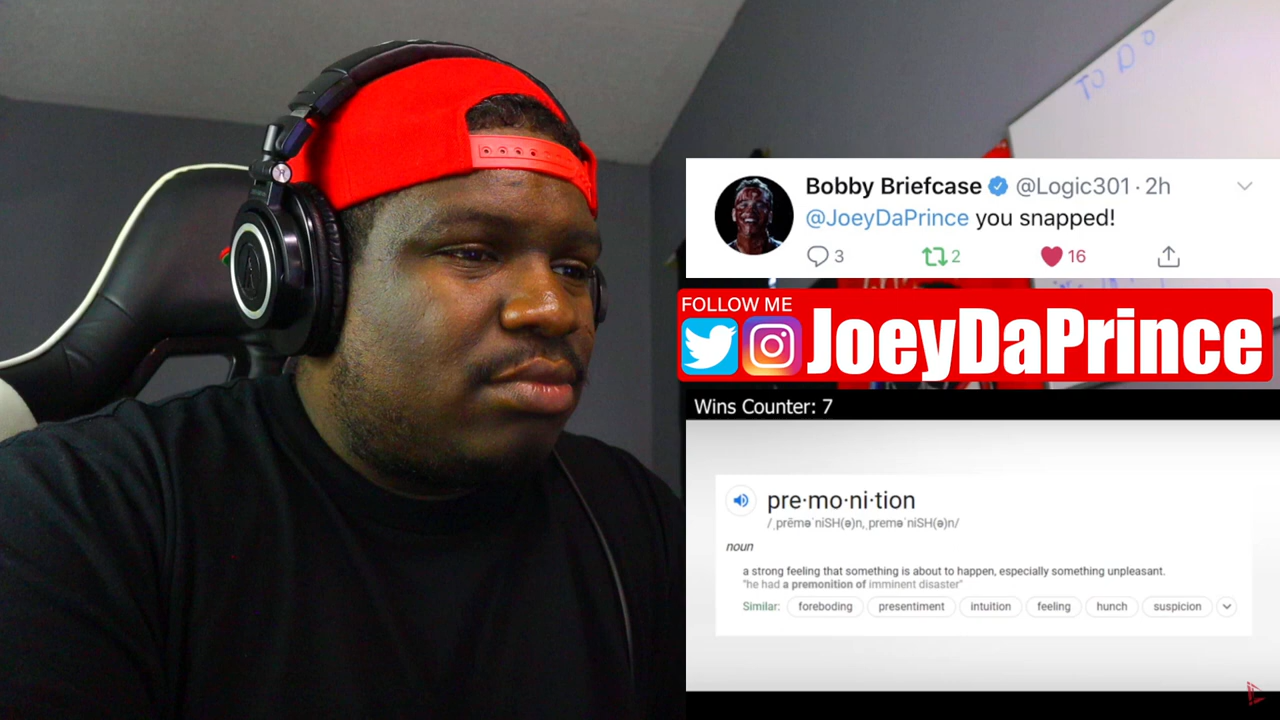 TO DO
Bobby Briefcase @Logic301 · 2h
@JoeyDaPrince you snapped!
3 2 16
FOLLOW ME
JoeyDaPrince
Wins Counter: 7
pre·mo·ni·tion
/ˌprēməˈniSH(ə)n,ˌpreməˈniSH(ə)n/
noun
a strong feeling that something is about to happen, especially something unpleasant.
"he had a premonition of imminent disaster"
Similar: foreboding presentiment intuition feeling hunch suspicion